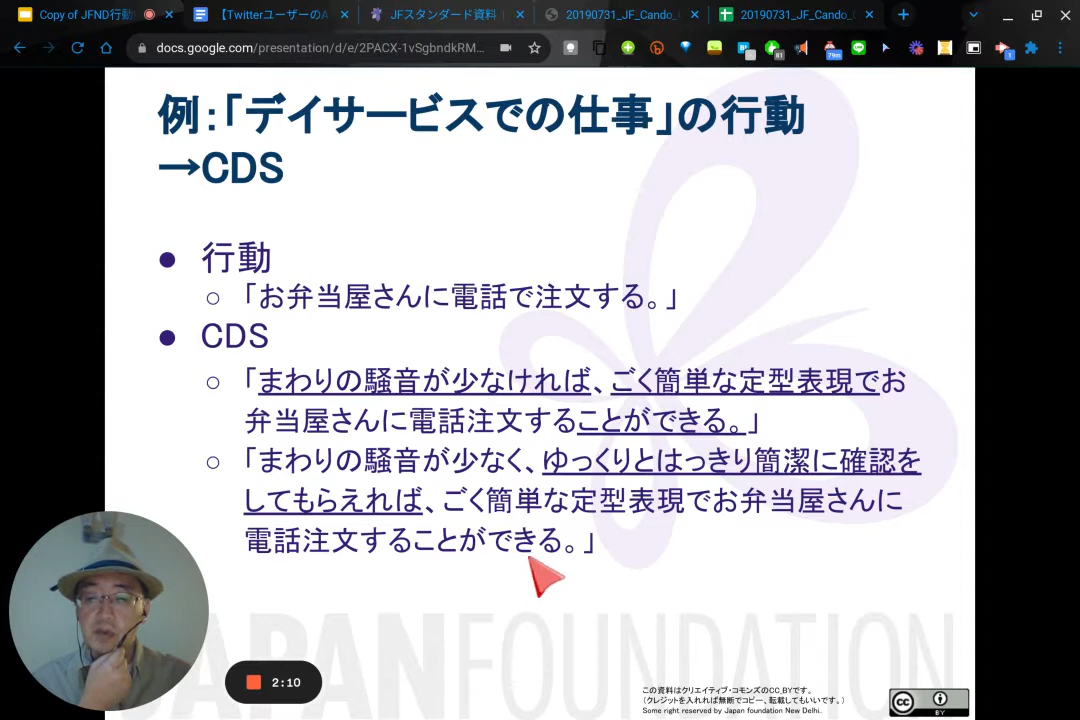 Copy of JFND行動
【TwitterユーザーのA
JFスタンダード資料
20190731_JF_Cando_
20190731_JF_Cando_
docs.google.com/presentation/d/e/2PACX-1vSgbndkRM...
例：「デイサービスでの仕事」の行動
→CDS
● 行動
○ 「お弁当屋さんに電話で注文する。」
● CDS
○ 「まわりの騒音が少なければ、ごく簡単な定型表現でお
弁当屋さんに電話注文することができる。」
○ 「まわりの騒音が少なく、ゆっくりとはっきり簡潔に確認を
してもらえれば、ごく簡単な定型表現でお弁当屋さんに
電話注文することができる。」
JAPAN FOUNDATION
2:10
この資料はクリエイティブ・コモンズのCC_BYです。
（クレジットを入れれば無断でコピー、転載してもいいです。）
Some right reserved by Japan foundation New Delhi.
cc BY